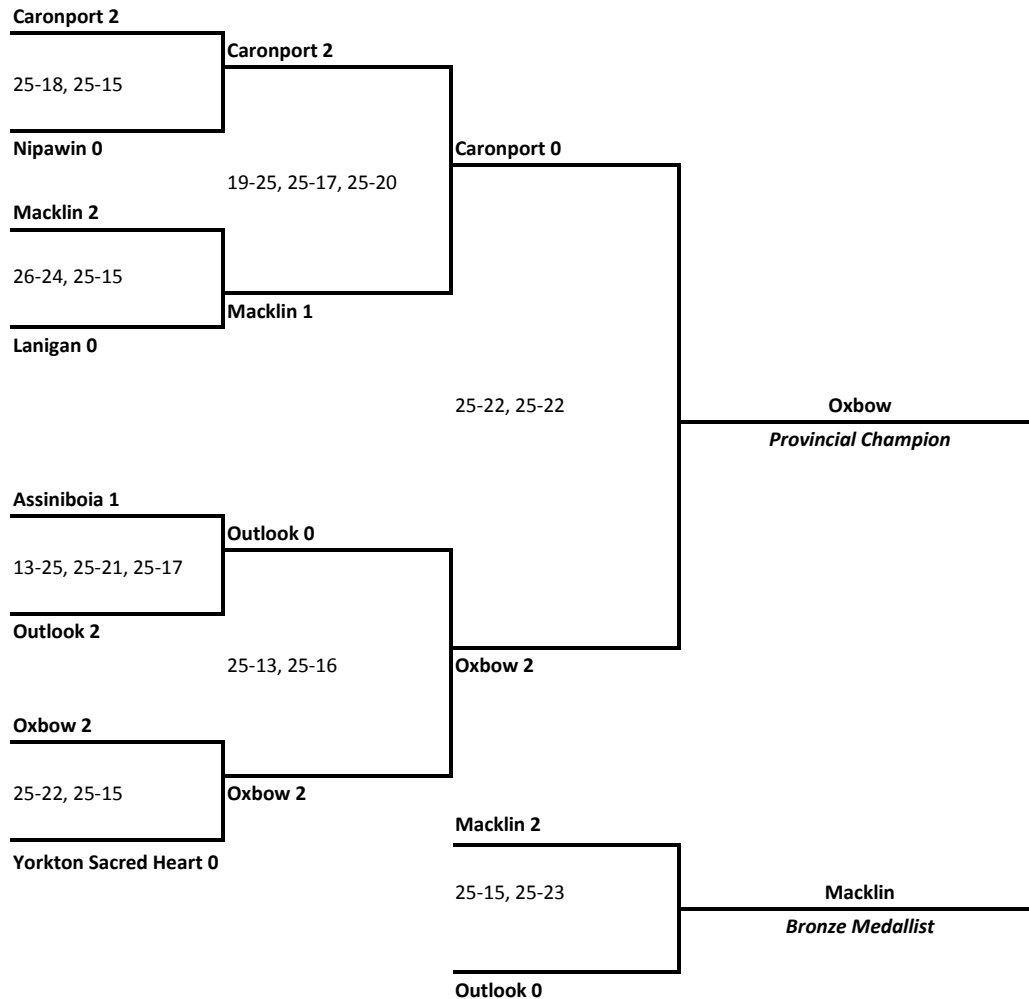 Caronport 2
25-18, 25-15
Nipawin 0
Macklin 2
26-24, 25-15
Lanigan 0
Caronport 2
19-25, 25-17, 25-20
Macklin 1
Assiniboia 1
13-25, 25-21, 25-17
Outlook 2
Oxbow 2
25-22, 25-15
Yorkton Sacred Heart 0
Outlook 0
25-13, 25-16
Oxbow 2
Caronport 0
25-22, 25-22
Oxbow 2
Oxbow
Provincial Champion
Macklin 2
25-15, 25-23
Outlook 0
Macklin
Bronze Medallist